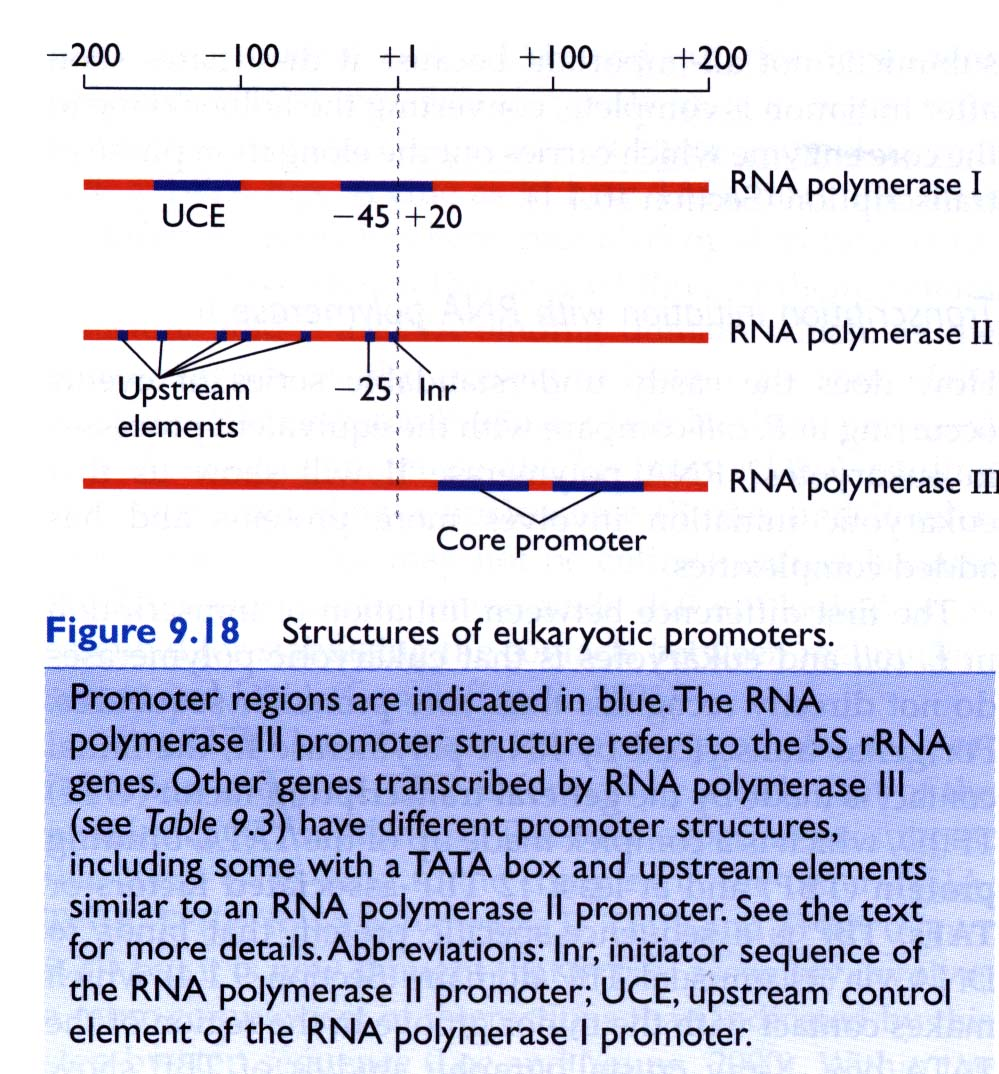 −200 −100 +1 +100 +200
RNA polymerase I
UCE −45 +20
RNA polymerase II
Upstream −25 Inr
elements
RNA polymerase III
Core promoter
Figure 9.18 Structures of eukaryotic promoters.
Promoter regions are indicated in blue. The RNA
polymerase III promoter structure refers to the 5S rRNA
genes. Other genes transcribed by RNA polymerase III
(see Table 9.3) have different promoter structures,
including some with a TATA box and upstream elements
similar to an RNA polymerase II promoter. See the text
for more details. Abbreviations: Inr, initiator sequence of
the RNA polymerase II promoter; UCE, upstream control
element of the RNA polymerase I promoter.